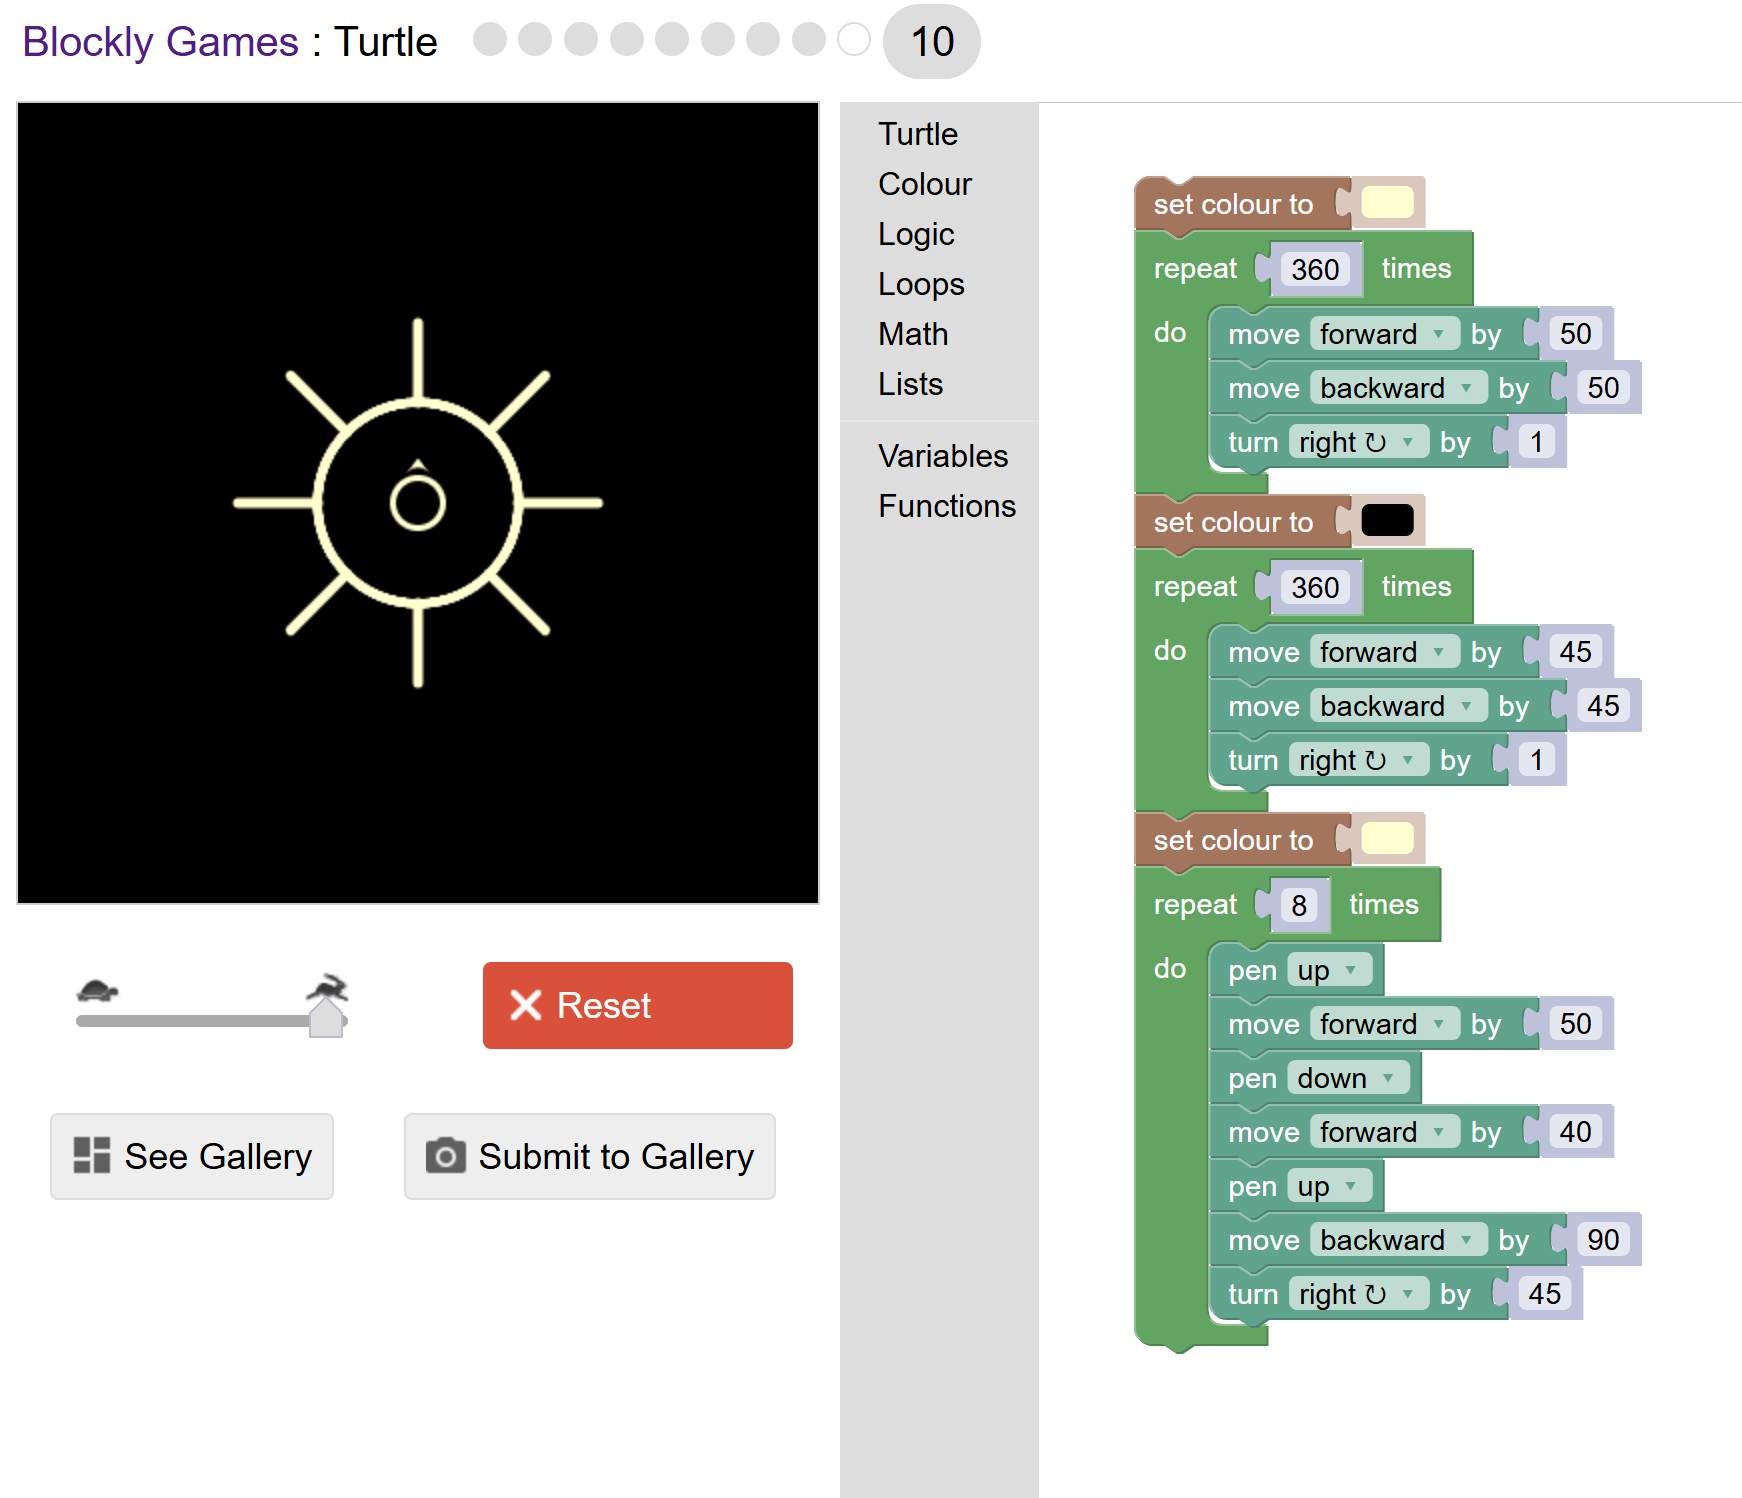 Blockly Games : Turtle 10
Turtle
Colour
Logic
Loops
Math
Lists
Variables
Functions
set colour to
repeat 360 times
do move forward by 50
move backward by 50
turn right ↻ by 1
set colour to
repeat 360 times
do move forward by 45
move backward by 45
turn right ↻ by 1
set colour to
repeat 8 times
do pen up
move forward by 50
pen down
move forward by 40
pen up
move backward by 90
turn right ↻ by 45
Reset
See Gallery
Submit to Gallery